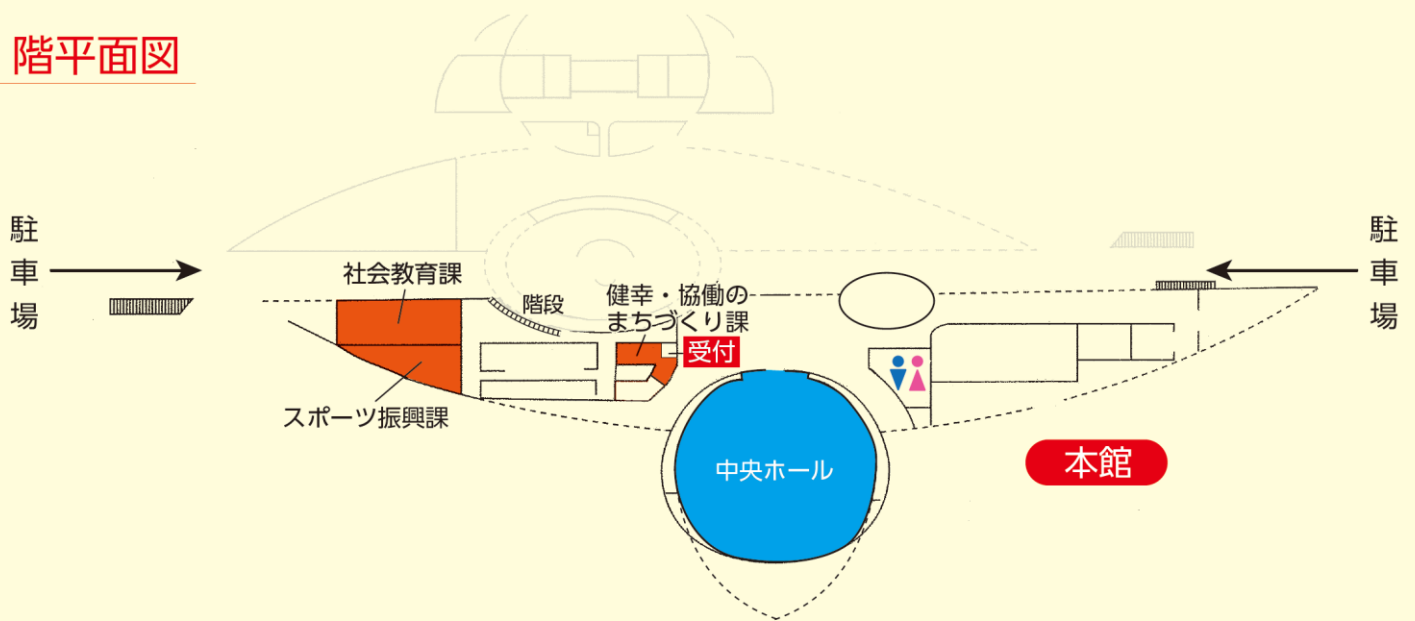 階平面図
駐車場
駐車場
社会教育課
階段
健幸・協働の
まちづくり課
受付
スポーツ振興課
中央ホール
本館